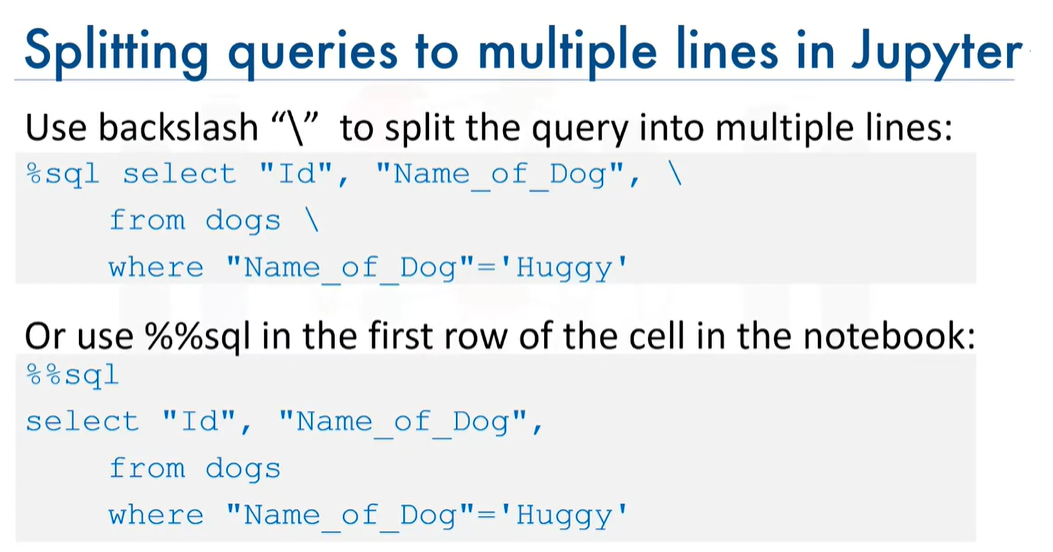 Splitting queries to multiple lines in Jupyter
Use backslash “\” to split the query into multiple lines:
%sql select "Id", "Name_of_Dog", \
from dogs \
where "Name_of_Dog"='Huggy'
Or use %%sql in the first row of the cell in the notebook:
%%sql
select "Id", "Name_of_Dog",
from dogs
where "Name_of_Dog"='Huggy'